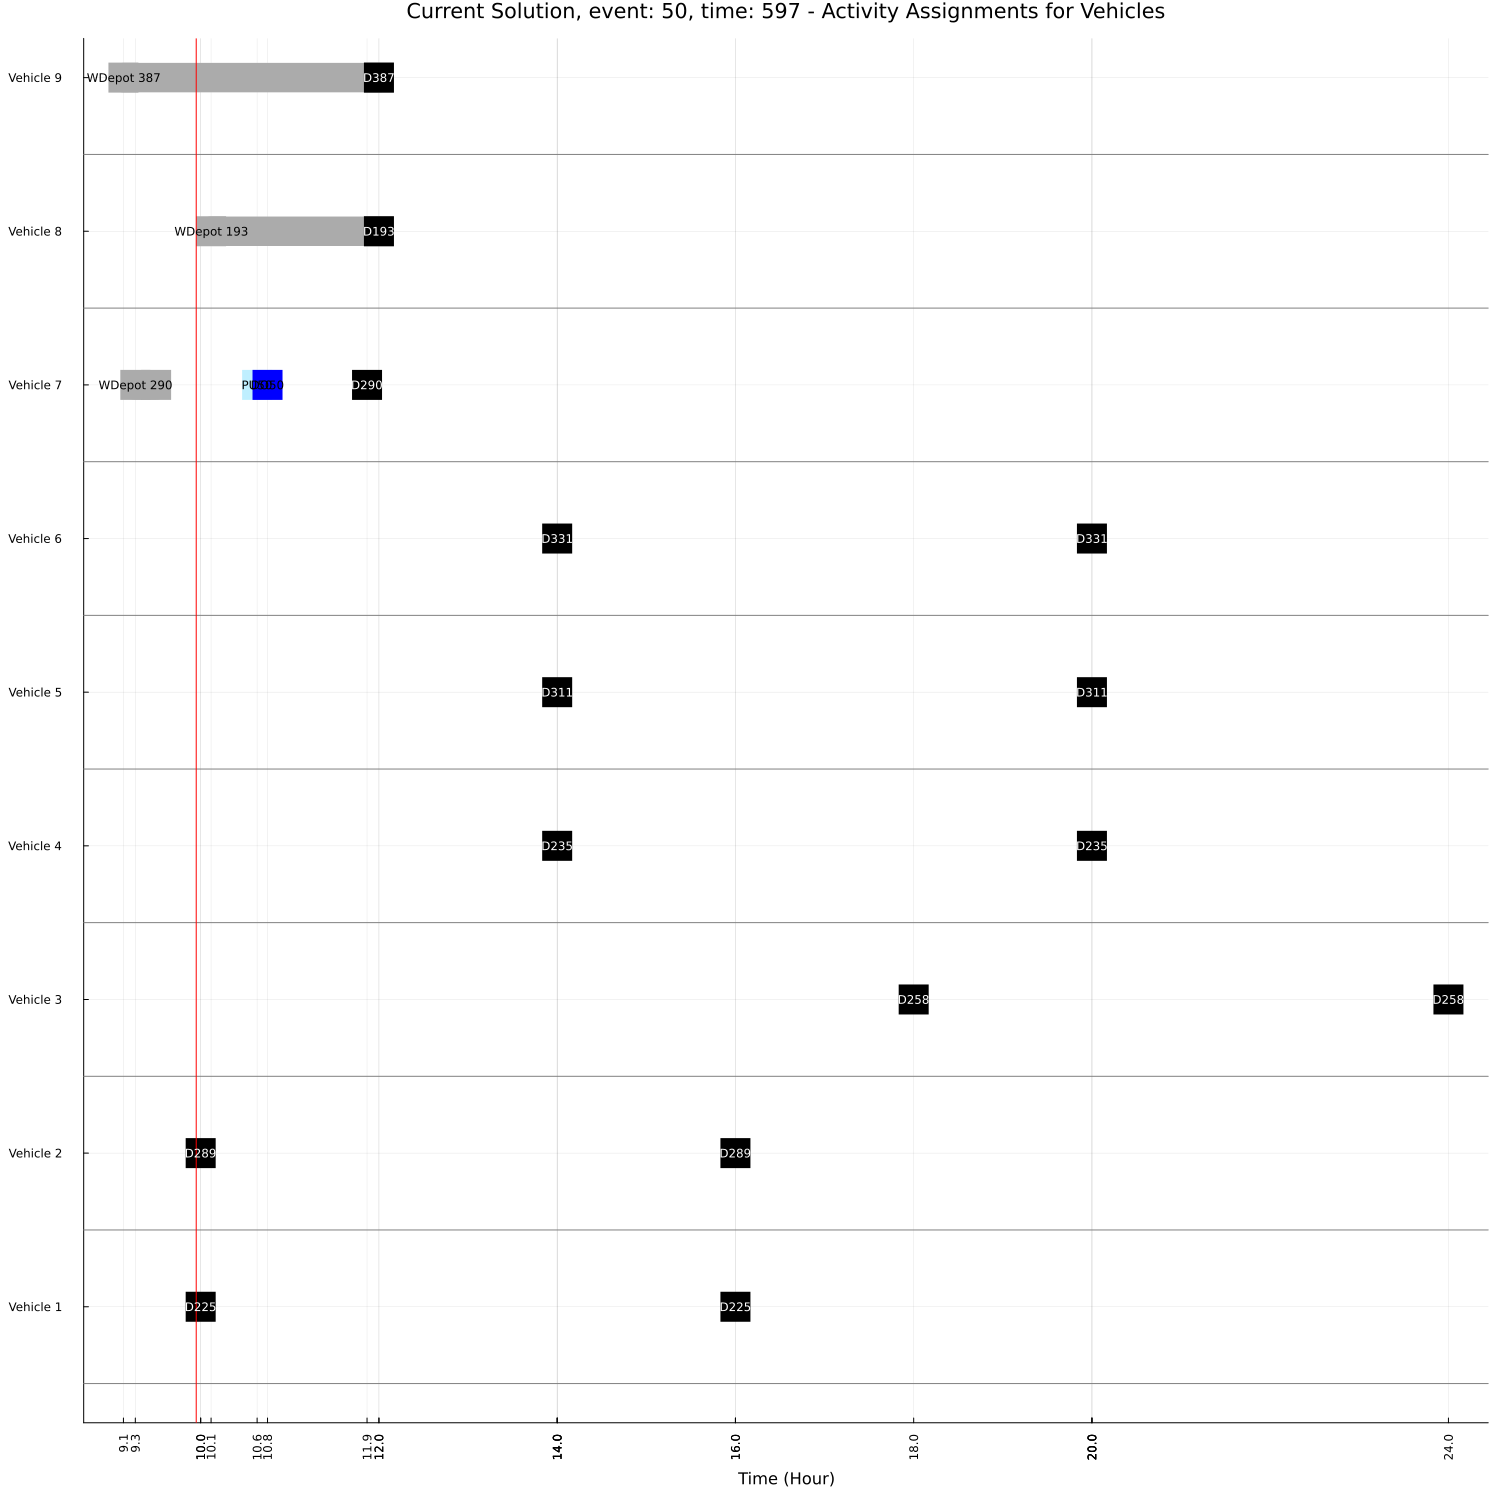 Current Solution, event: 50, time: 597 - Activity Assignments for Vehicles
Vehicle 9
WDepot 387
D387
Vehicle 8
WDepot 193
D193
Vehicle 7
WDepot 290
D290
Vehicle 6
D331
D331
Vehicle 5
D311
D311
Vehicle 4
D235
D235
Vehicle 3
D258
D258
Vehicle 2
D289
D289
Vehicle 1
D225
D225
9.1
9.3
10.0
10.1
10.6
10.8
11.9
12.0
14.0
16.0
18.0
20.0
24.0
Time (Hour)